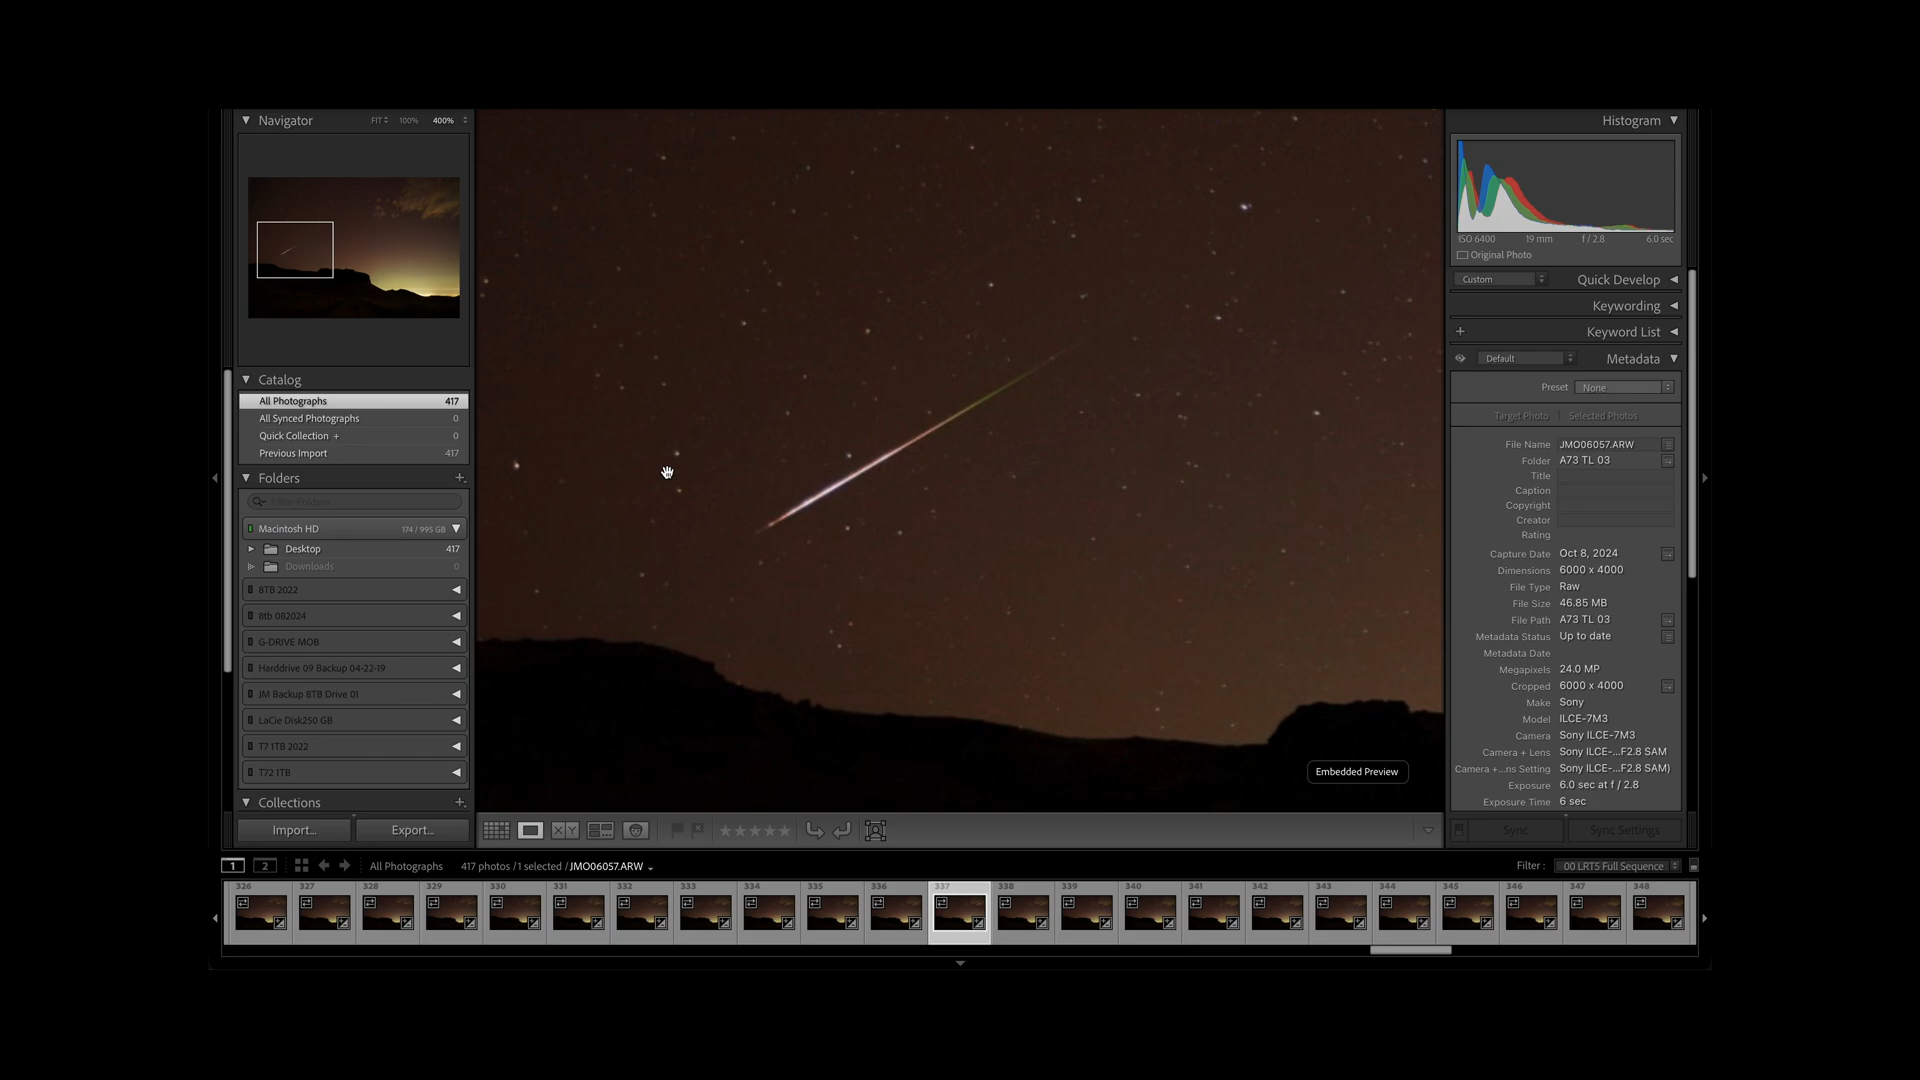 Navigator FIT 100% 400%
Catalog
All Photographs 417
All Synced Photographs 0
Quick Collection + 0
Previous Import 417
Folders
Filter Folders
Macintosh HD 174 / 995 GB
Desktop 417
Downloads 0
8TB 2022
8tb 082024
G-DRIVE MOB
Harddrive 09 Backup 04-22-19
JM Backup 8TB Drive 01
LaCie Disk250 GB
T7 1TB 2022
T72 1TB
Collections
Import... Export...
Embedded Preview
X Y
Histogram
ISO 6400 19 mm f / 2.8 6.0 sec
Original Photo
Custom Quick Develop
Keywording
Keyword List
Default Metadata
Preset None
Target Photo Selected Photos
File Name JMO06057.ARW
Folder A73 TL 03
Title
Caption
Copyright
Creator
Rating
Capture Date Oct 8, 2024
Dimensions 6000 x 4000
File Type Raw
File Size 46.85 MB
File Path A73 TL 03
Metadata Status Up to date
Metadata Date
Megapixels 24.0 MP
Cropped 6000 x 4000
Make Sony
Model ILCE-7M3
Camera Sony ILCE-7M3
Camera + Lens Sony ILCE-...F2.8 SAM
Camera +...ns Setting Sony ILCE-...F2.8 SAM)
Exposure 6.0 sec at f / 2.8
Exposure Time 6 sec
Sync Sync Settings
1 2 All Photographs 417 photos / 1 selected / JMO06057.ARW Filter : 00 LRT5 Full Sequence
326 327 328 329 330 331 332 333 334 335 336 337 338 339 340 341 342 343 344 345 346 347 348